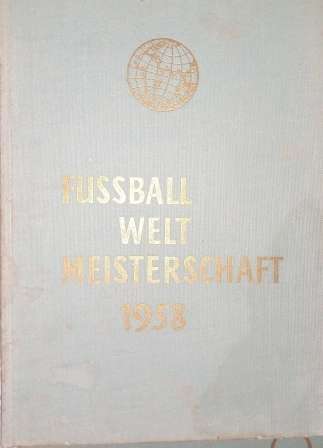 FUSSBALL
WELT
MEISTERSCHAFT
1958